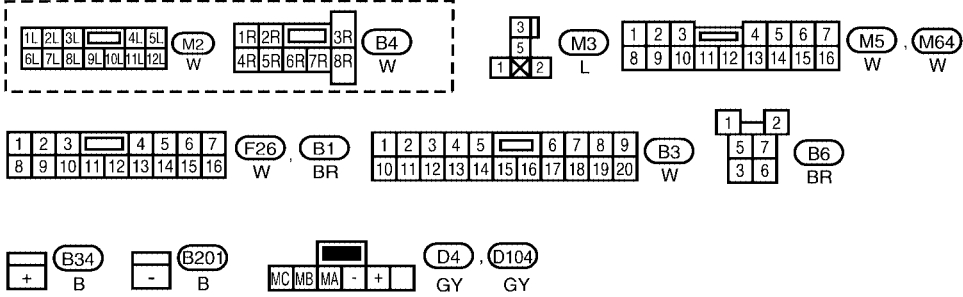 1L 2L 3L 4L 5L M2 1R 2R 3R B4 3 M3 1 2 3 4 5 6 7 M5 , M64
6L 7L 8L 9L 10L 11L 12L W 4R 5R 6R 7R 8R W 5 L 8 9 10 11 12 13 14 15 16 W W
1 2
1 2 3 4 5 6 7 F26 , B1 1 2 3 4 5 6 7 8 9 B3 1 2 B6
8 9 10 11 12 13 14 15 16 W BR 10 11 12 13 14 15 16 17 18 19 20 W 5 7 BR
3 6
B34 B201 D4 , D104
+ B - B MC MB MA - + GY GY